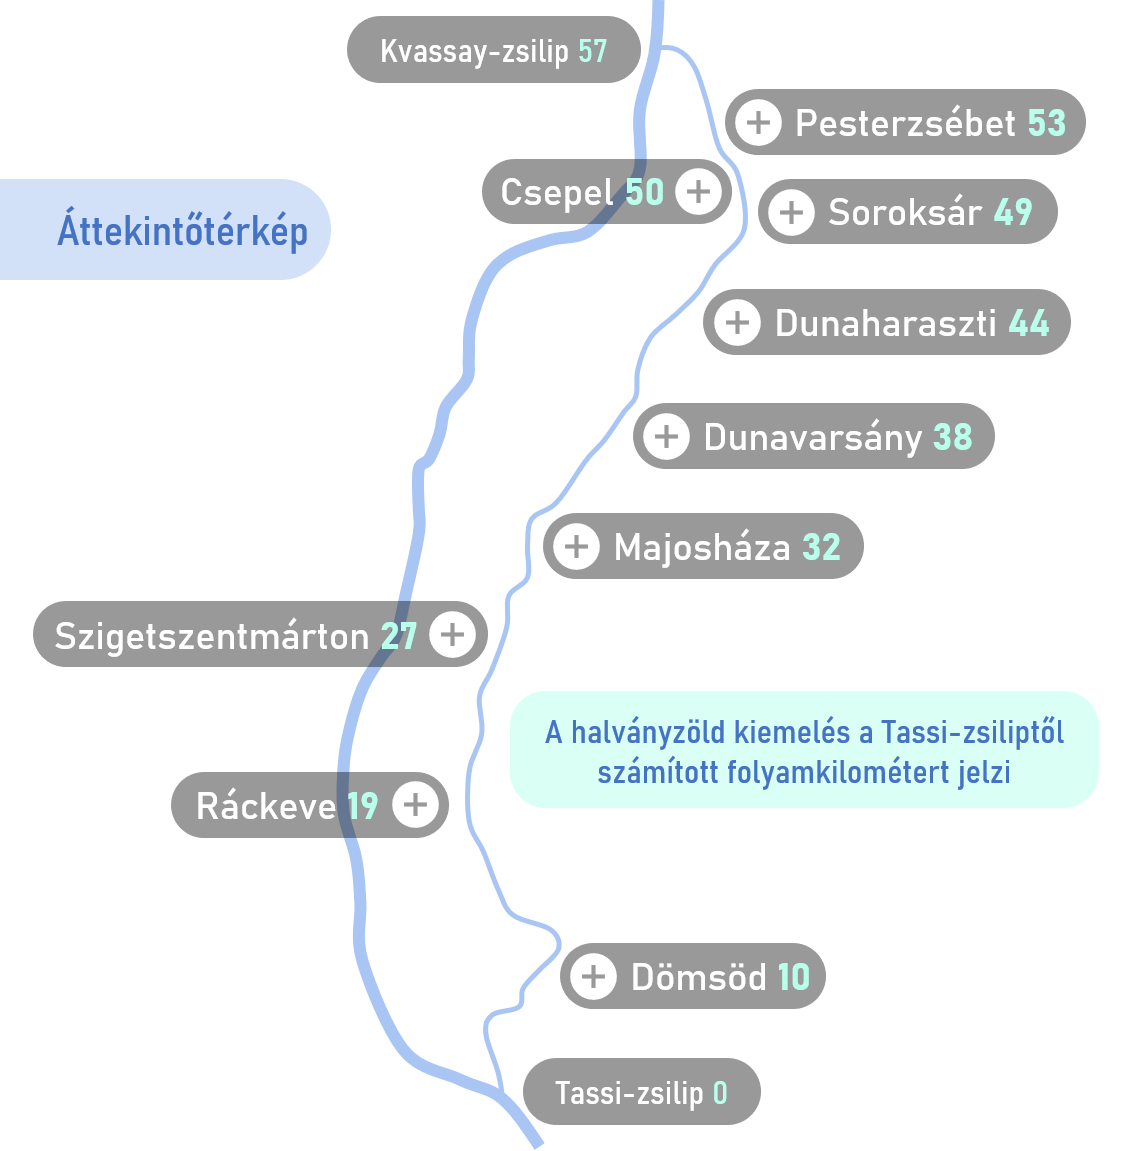 Kvassay-zsilip 57
Pesterzsébet 53
Csepel 50
Soroksár 49
Áttekintőtérkép
Dunaharaszti 44
Dunavarsány 38
Majosháza 32
Szigetszentmárton 27
A halványzöld kiemelés a Tassi-zsiliptől
számított folyamkilométert jelzi
Ráckeve 19
Dömsöd 10
Tassi-zsilip 0